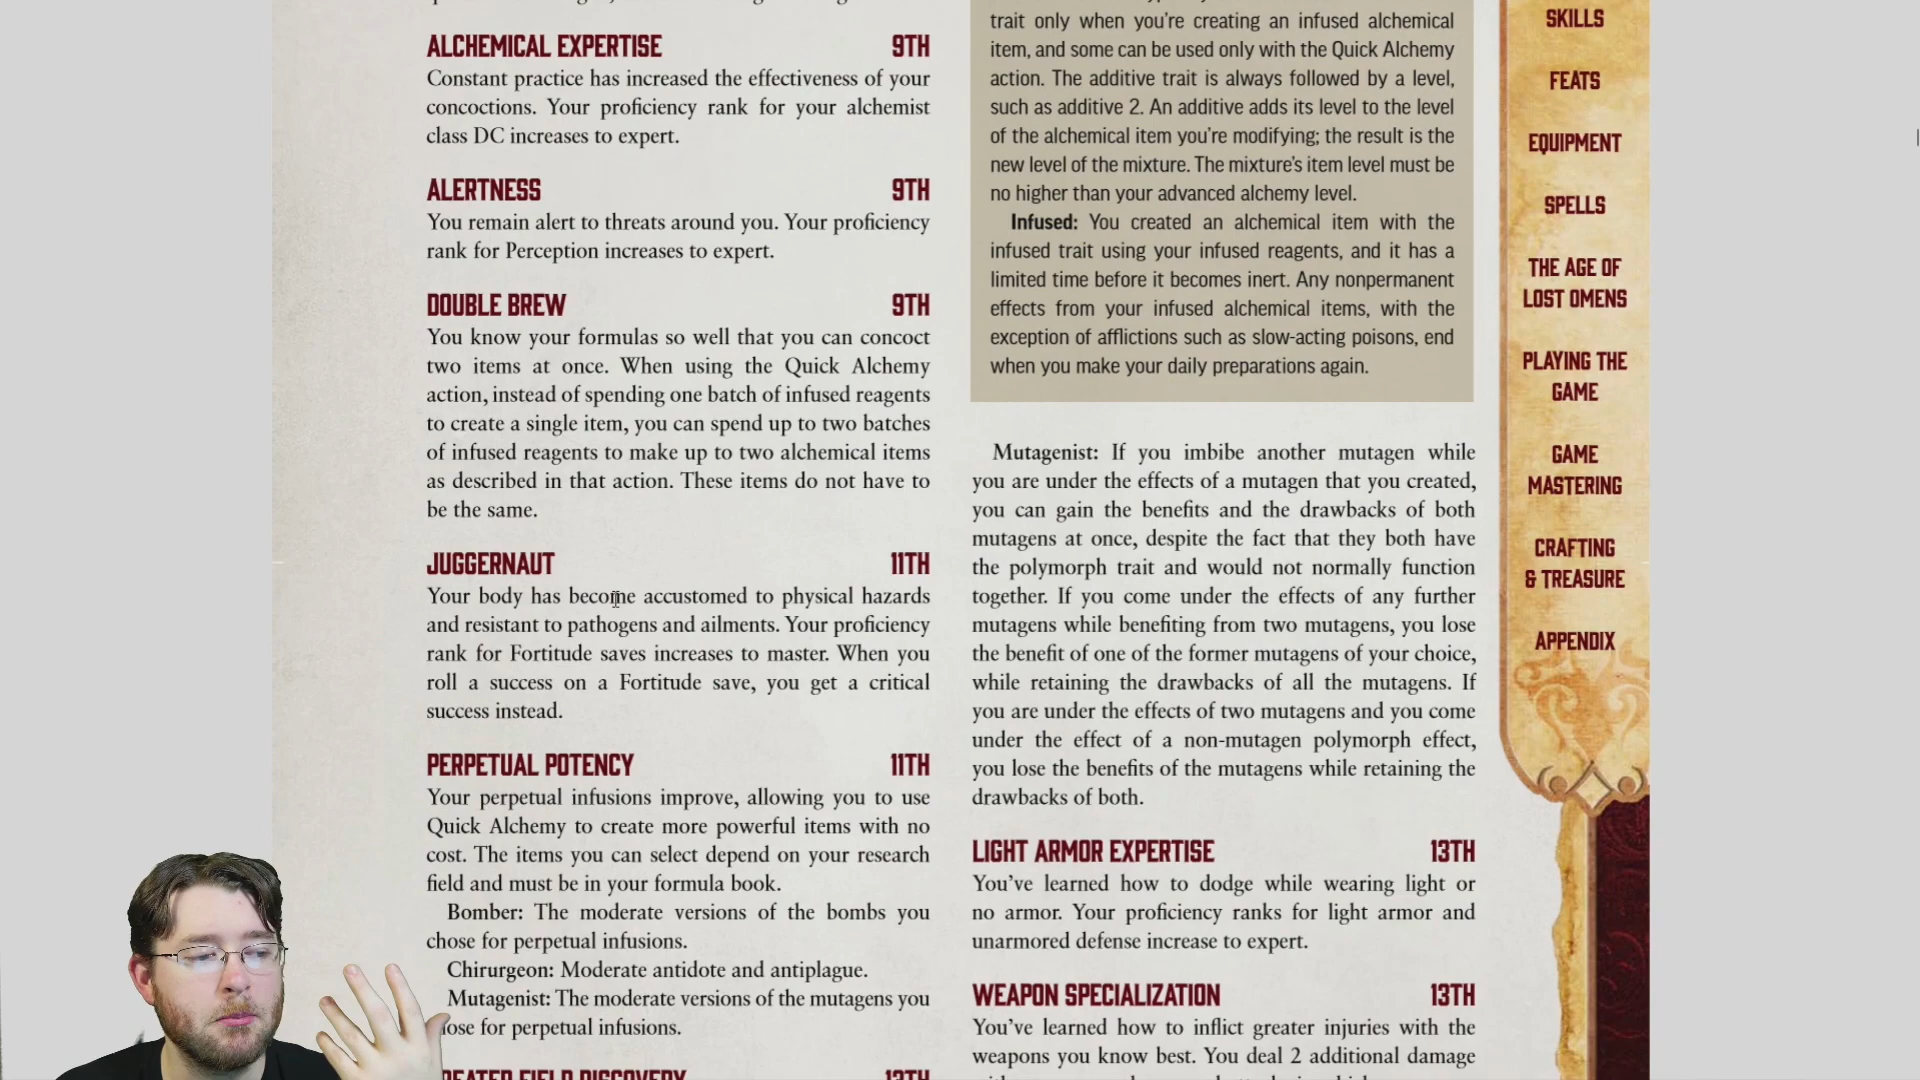 ALCHEMICAL EXPERTISE 9TH
Constant practice has increased the effectiveness of your
concoctions. Your proficiency rank for your alchemist
class DC increases to expert.
ALERTNESS 9TH
You remain alert to threats around you. Your proficiency
rank for Perception increases to expert.
DOUBLE BREW 9TH
You know your formulas so well that you can concoct
two items at once. When using the Quick Alchemy
action, instead of spending one batch of infused reagents
to create a single item, you can spend up to two batches
of infused reagents to make up to two alchemical items
as described in that action. These items do not have to
be the same.
JUGGERNAUT 11TH
Your body has become accustomed to physical hazards
and resistant to pathogens and ailments. Your proficiency
rank for Fortitude saves increases to master. When you
roll a success on a Fortitude save, you get a critical
success instead.
PERPETUAL POTENCY 11TH
Your perpetual infusions improve, allowing you to use
Quick Alchemy to create more powerful items with no
cost. The items you can select depend on your research
field and must be in your formula book.
Bomber: The moderate versions of the bombs you
chose for perpetual infusions.
Chirurgeon: Moderate antidote and antiplague.
Mutagenist: The moderate versions of the mutagens you
ose for perpetual infusions.
EATER FIELD DISCOVERY 13TH
trait only when you're creating an infused alchemical
item, and some can be used only with the Quick Alchemy
action. The additive trait is always followed by a level,
such as additive 2. An additive adds its level to the level
of the alchemical item you're modifying; the result is the
new level of the mixture. The mixture's item level must be
no higher than your advanced alchemy level.
Infused: You created an alchemical item with the
infused trait using your infused reagents, and it has a
limited time before it becomes inert. Any nonpermanent
effects from your infused alchemical items, with the
exception of afflictions such as slow-acting poisons, end
when you make your daily preparations again.
Mutagenist: If you imbibe another mutagen while
you are under the effects of a mutagen that you created,
you can gain the benefits and the drawbacks of both
mutagens at once, despite the fact that they both have
the polymorph trait and would not normally function
together. If you come under the effects of any further
mutagens while benefiting from two mutagens, you lose
the benefit of one of the former mutagens of your choice,
while retaining the drawbacks of all the mutagens. If
you are under the effects of two mutagens and you come
under the effect of a non-mutagen polymorph effect,
you lose the benefits of the mutagens while retaining the
drawbacks of both.
LIGHT ARMOR EXPERTISE 13TH
You've learned how to dodge while wearing light or
no armor. Your proficiency ranks for light armor and
unarmored defense increase to expert.
WEAPON SPECIALIZATION 13TH
You've learned how to inflict greater injuries with the
weapons you know best. You deal 2 additional damage
SKILLS
FEATS
EQUIPMENT
SPELLS
THE AGE OF
LOST OMENS
PLAYING THE
GAME
GAME
MASTERING
CRAFTING
& TREASURE
APPENDIX